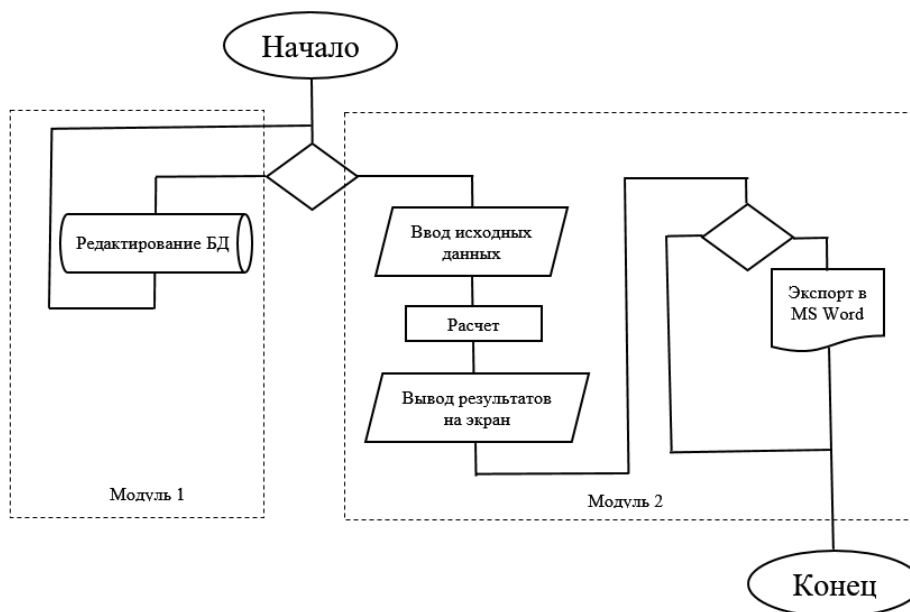 Начало
Редактирование БД
Модуль 1
Ввод исходных
данных
Расчет
Вывод результатов
на экран
Экспорт в
MS Word
Модуль 2
Конец